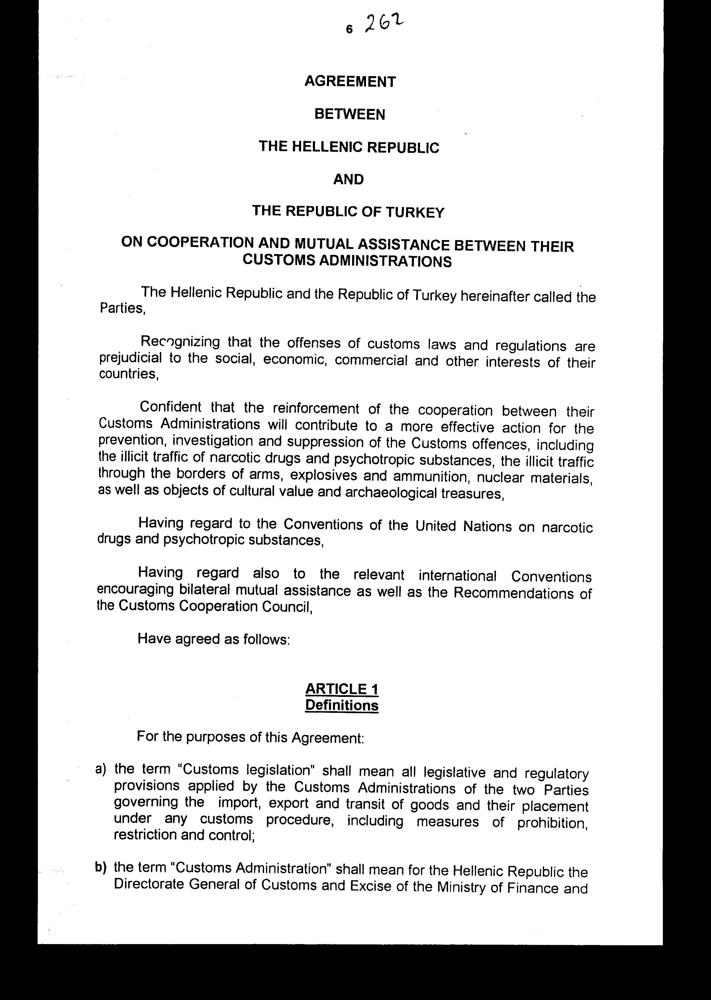 6 262
AGREEMENT
BETWEEN
THE HELLENIC REPUBLIC
AND
THE REPUBLIC OF TURKEY
ON COOPERATION AND MUTUAL ASSISTANCE BETWEEN THEIR
CUSTOMS ADMINISTRATIONS
The Hellenic Republic and the Republic of Turkey hereinafter called the
Parties,
Recognizing that the offenses of customs laws and regulations are
prejudicial to the social, economic, commercial and other interests of their
countries,
Confident that the reinforcement of the cooperation between their
Customs Administrations will contribute to a more effective action for the
prevention, investigation and suppression of the Customs offences, including
the illicit traffic of narcotic drugs and psychotropic substances, the illicit traffic
through the borders of arms, explosives and ammunition, nuclear materials,
as well as objects of cultural value and archaeological treasures,
Having regard to the Conventions of the United Nations on narcotic
drugs and psychotropic substances,
Having regard also to the relevant international Conventions
encouraging bilateral mutual assistance as well as the Recommendations of
the Customs Cooperation Council,
Have agreed as follows:
ARTICLE 1
Definitions
For the purposes of this Agreement:
a) the term “Customs legislation” shall mean all legislative and regulatory
provisions applied by the Customs Administrations of the two Parties
governing the import, export and transit of goods and their placement
under any customs procedure, including measures of prohibition,
restriction and control;
b) the term “Customs Administration” shall mean for the Hellenic Republic the
Directorate General of Customs and Excise of the Ministry of Finance and